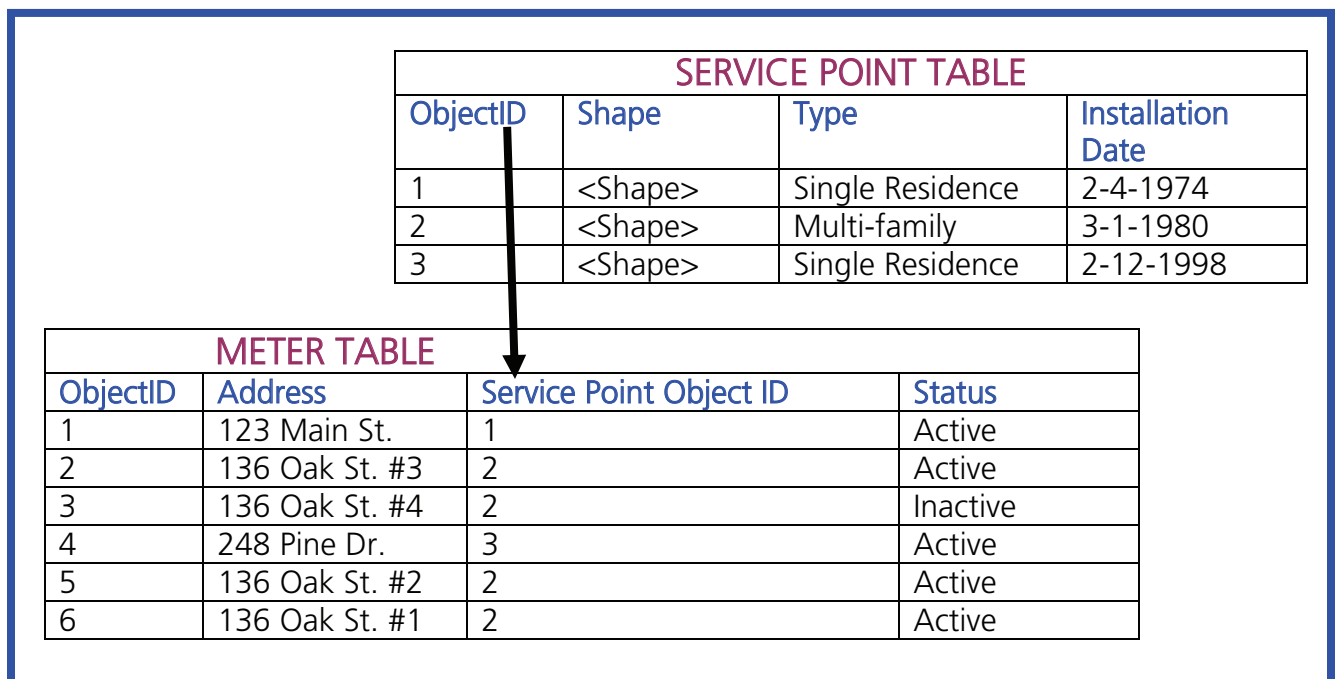 SERVICE POINT TABLE
ObjectID Shape Type Installation Date
1 <Shape> Single Residence 2-4-1974
2 <Shape> Multi-family 3-1-1980
3 <Shape> Single Residence 2-12-1998
METER TABLE
ObjectID Address Service Point Object ID Status
1 123 Main St. 1 Active
2 136 Oak St. #3 2 Active
3 136 Oak St. #4 2 Inactive
4 248 Pine Dr. 3 Active
5 136 Oak St. #2 2 Active
6 136 Oak St. #1 2 Active